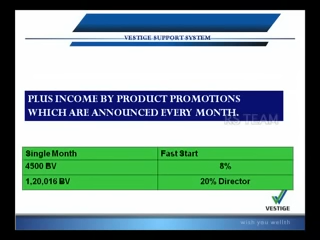 VESTIGE SUPPORT SYSTEM
PLUS INCOME BY PRODUCT PROMOTIONS
WHICH ARE ANNOUNCED EVERY MONTH.
Single Month Fast Start
4500 BV 8%
1,20,016 BV 20% Director
VESTIGE
wish you wellth